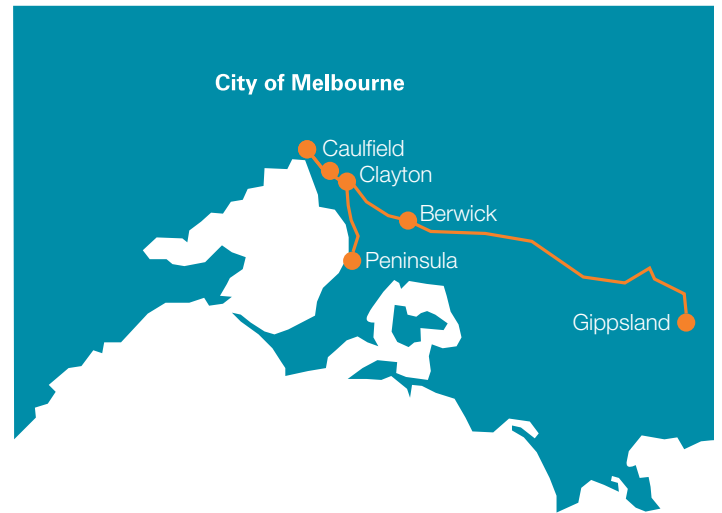 City of Melbourne
Caulfield
Clayton
Berwick
Peninsula
Gippsland